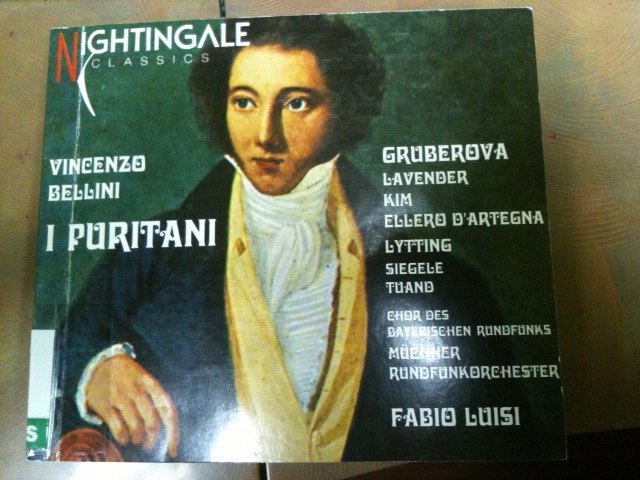 NIGHTINGALE
CLASSICS
VINCENZO
BELLINI
I PURITANI
GRUBEROVA
LAVENDER
KIM
ELLERO D'ARTEGNA
LYTTING
SIEGELE
TUAND
CHOR DES
BAYERISCHEN RUNDFUNKS
MÜCHNER
RUNDFUNKORCHESTER
FABIO LUISI
S